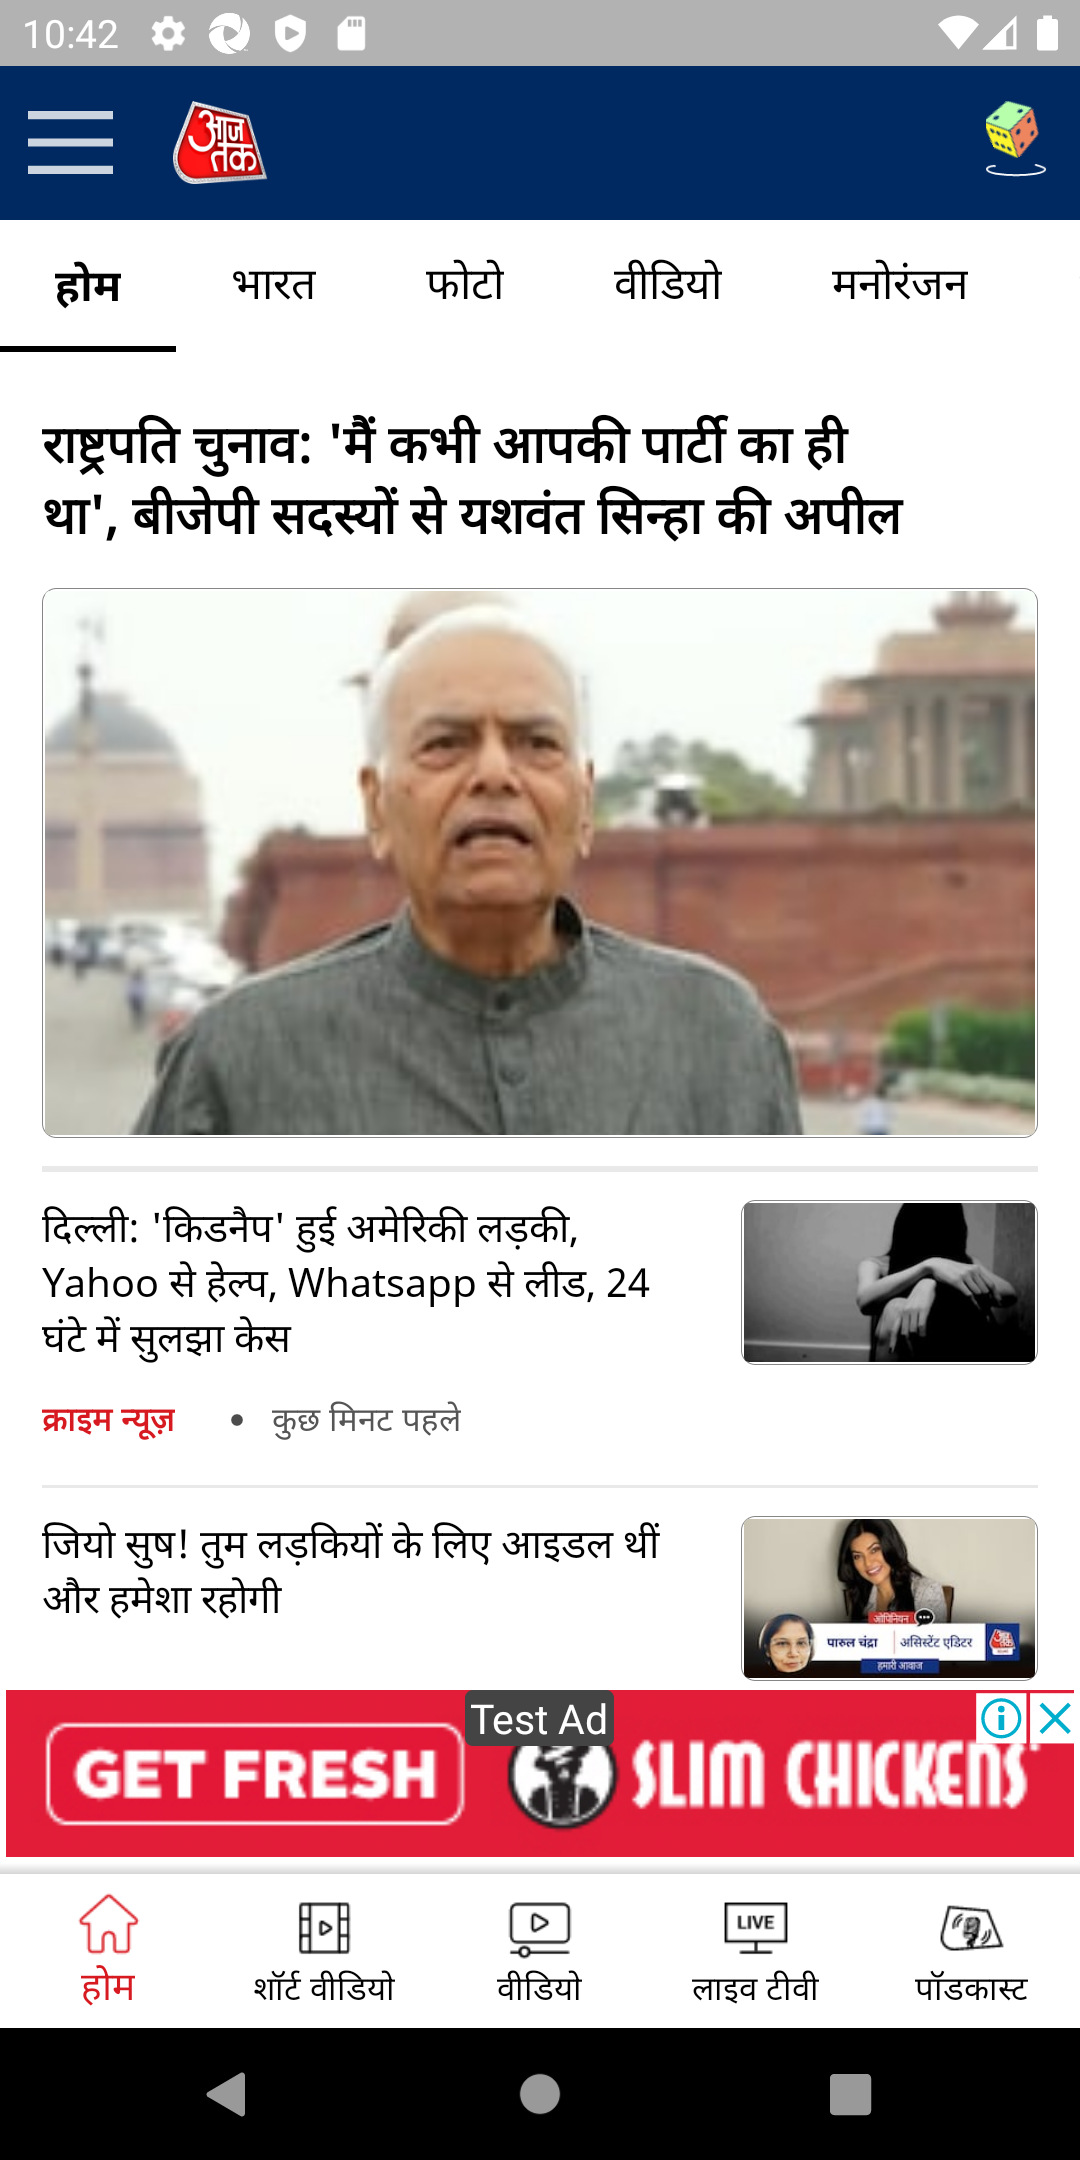 10:42
आज
तक
होम
भारत
फोटो
वीडियो
मनोरंजन
राष्ट्रपति चुनाव: 'मैं कभी आपकी पार्टी का ही
था', बीजेपी सदस्यों से यशवंत सिन्हा की अपील
दिल्ली: 'किडनैप' हुई अमेरिकी लड़की,
Yahoo से हेल्प, Whatsapp से लीड, 24
घंटे में सुलझा केस
क्राइम न्यूज़ • कुछ मिनट पहले
जियो सुष! तुम लड़कियों के लिए आइडल थीं
और हमेशा रहोगी
ओपिनियन
पारुल चंद्रा असिस्टेंट एडिटर
हमारी आवाज
Test Ad
GET FRESH SLIM CHICKENS
LIVE
होम
शॉर्ट वीडियो
वीडियो
लाइव टीवी
पॉडकास्ट